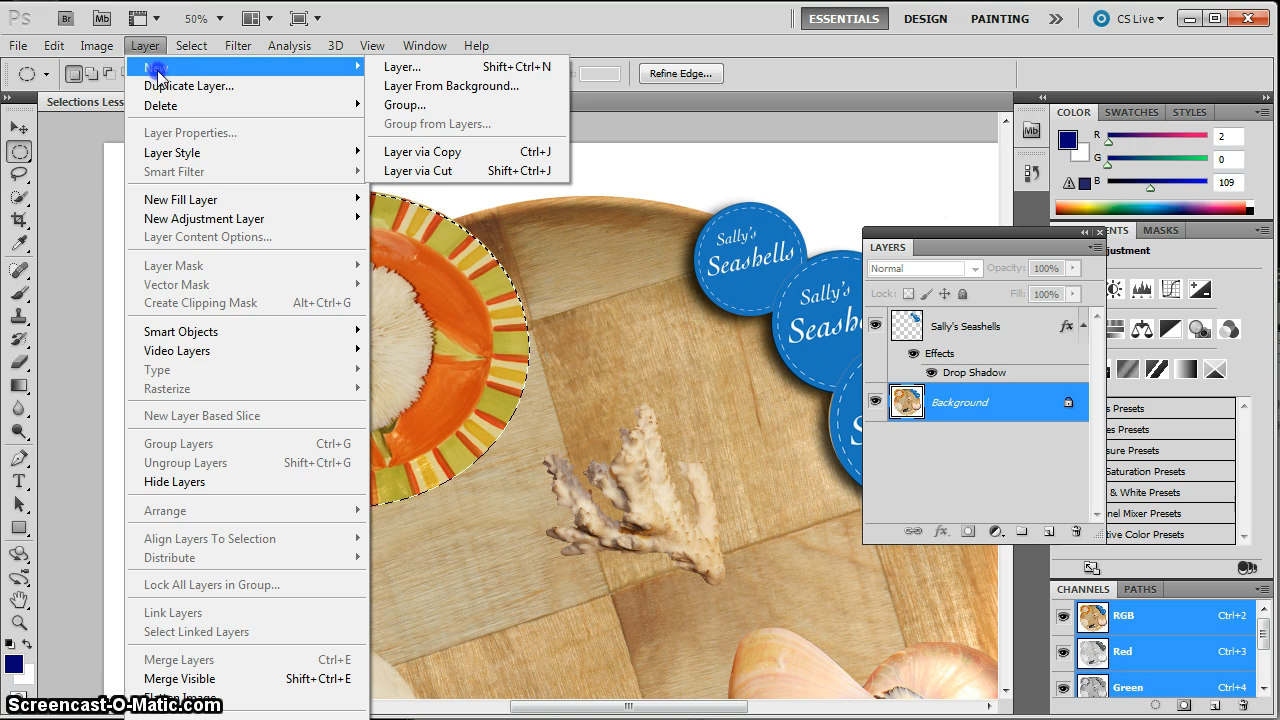 Ps Br Mb 50% ESSENTIALS DESIGN PAINTING CS Live
File Edit Image Layer Select Filter Analysis 3D View Window Help
Refine Edge...
Selections Less
New
Duplicate Layer...
Delete
Layer Properties...
Layer Style
Smart Filter
New Fill Layer
New Adjustment Layer
Layer Content Options...
Layer Mask
Vector Mask
Create Clipping Mask Alt+Ctrl+G
Smart Objects
Video Layers
Type
Rasterize
New Layer Based Slice
Group Layers Ctrl+G
Ungroup Layers Shift+Ctrl+G
Hide Layers
Arrange
Align Layers To Selection
Distribute
Lock All Layers in Group...
Link Layers
Select Linked Layers
Merge Layers Ctrl+E
Merge Visible Shift+Ctrl+E
Flatten Image
Layer... Shift+Ctrl+N
Layer From Background...
Group...
Group from Layers...
Layer via Copy Ctrl+J
Layer via Cut Shift+Ctrl+J
Sally's
Seashells
Sally's
Seashe
S
COLOR SWATCHES STYLES
Mb
R 2
G 0
B 109
ENTS MASKS
djustment
LAYERS
Normal Opacity: 100%
Lock: Fill: 100%
Sally's Seashells fx
Effects
Drop Shadow
Background
fx
s Presets
es Presets
sure Presets
Saturation Presets
& White Presets
nel Mixer Presets
tive Color Presets
CHANNELS PATHS
RGB Ctrl+2
Red Ctrl+3
Green Ctrl+4
Screencast-O-Matic.com